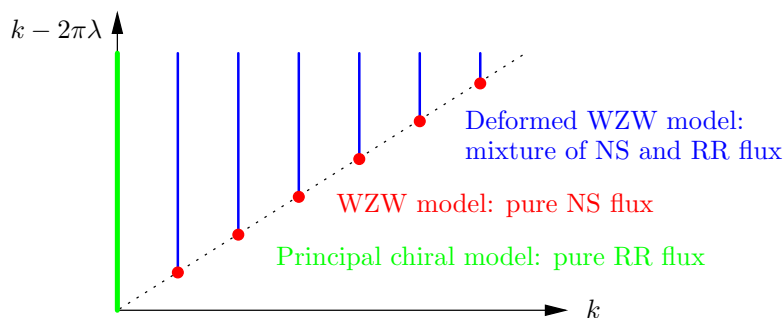 k − 2πλ
Deformed WZW model:
mixture of NS and RR flux
WZW model: pure NS flux
Principal chiral model: pure RR flux
k